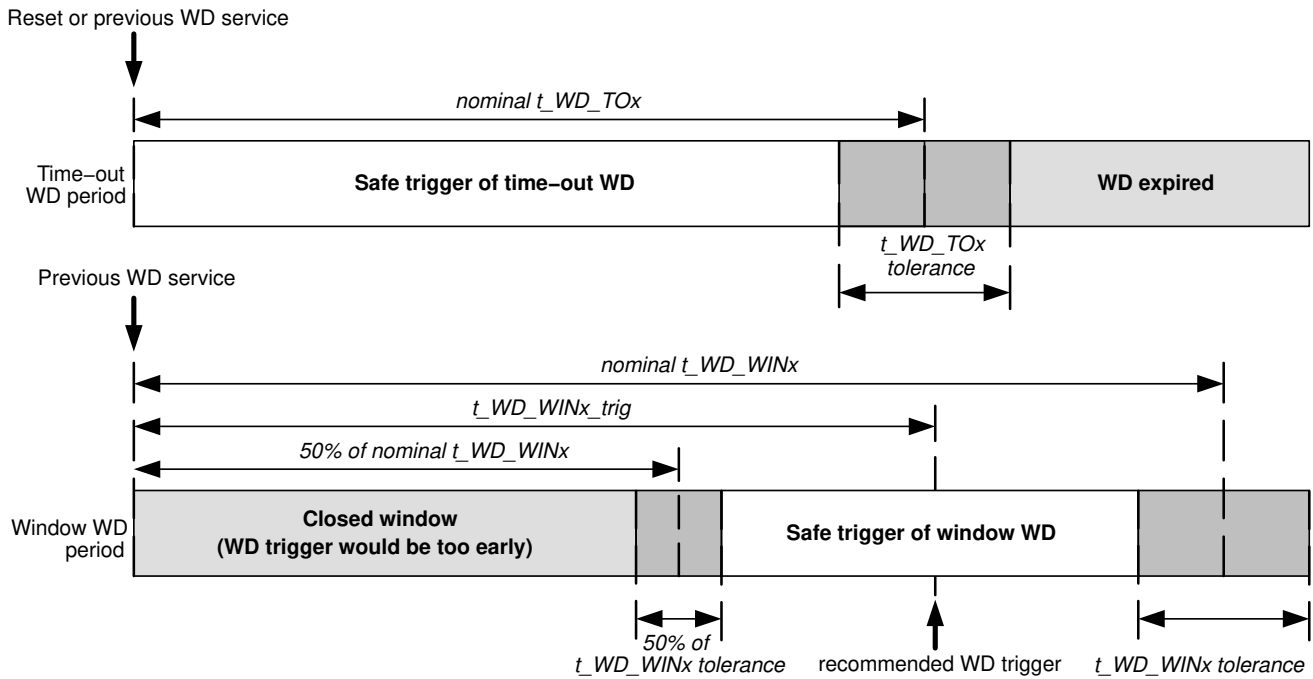 Reset or previous WD service
nominal t_WD_TOx
Time−out
WD period
Safe trigger of time−out WD
WD expired
t_WD_TOx
tolerance
Previous WD service
nominal t_WD_WINx
t_WD_WINx_trig
50% of nominal t_WD_WINx
Window WD
period
Closed window
(WD trigger would be too early)
Safe trigger of window WD
50% of
t_WD_WINx tolerance
recommended WD trigger
t_WD_WINx tolerance